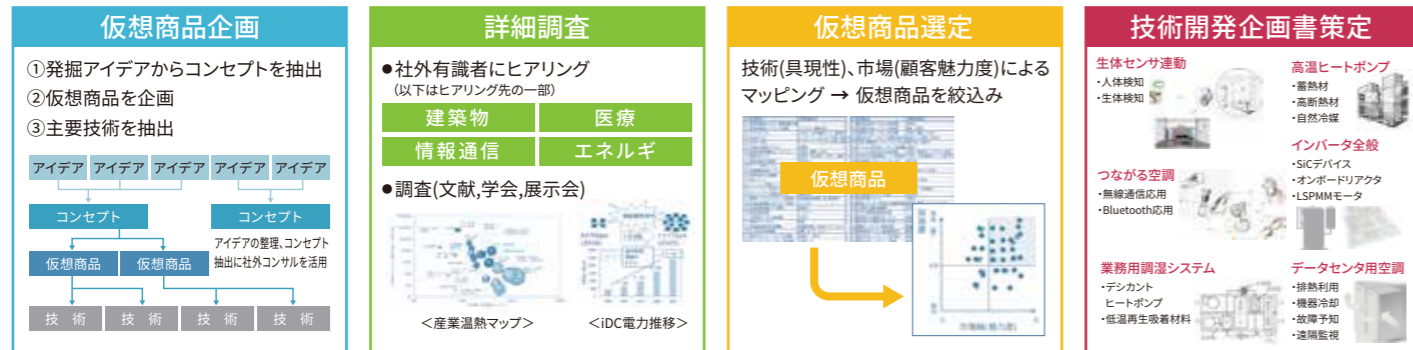 仮想商品企画
①発掘アイデアからコンセプトを抽出
②仮想商品を企画
③主要技術を抽出
アイデア アイデア アイデア アイデア アイデア
コンセプト コンセプト
アイデアの整理、コンセプト
抽出に社外コンサルを活用
仮想商品 仮想商品
技 術 技 術 技 術 技 術
詳細調査
●社外有識者にヒアリング
(以下はヒアリング先の一部)
建築物 医療
情報通信 エネルギ
●調査(文献,学会,展示会)
<産業温熱マップ> <iDC電力推移>
仮想商品選定
技術(具現性)、市場(顧客魅力度)による
マッピング → 仮想商品を絞込み
仮想商品
技術開発企画書策定
生体センサ連動
・人体検知
・生体検知
つながる空調
・無線通信応用
・Bluetooth応用
業務用調湿システム
・デシカント
ヒートポンプ
・低温再生吸着材料
高温ヒートポンプ
・蓄熱材
・高断熱材
・自然冷媒
インバータ全般
・SiCデバイス
・オンボードリアクタ
・LSPMMモータ
データセンタ用空調
・排熱利用
・機器冷却
・故障予知
・遠隔監視